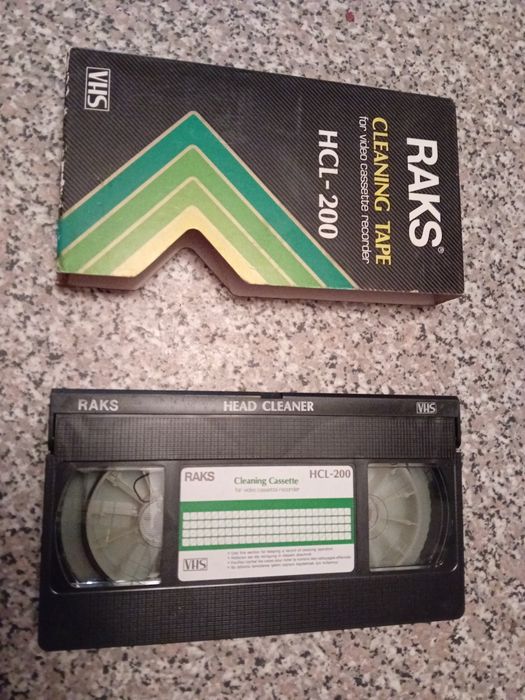 RAKS®
CLEANING TAPE
for video cassette recorder
HCL-200
VHS
RAKS
HEAD CLEANER
VHS
RAKS
Cleaning Cassette
HCL-200
for video cassette recorder
VHS